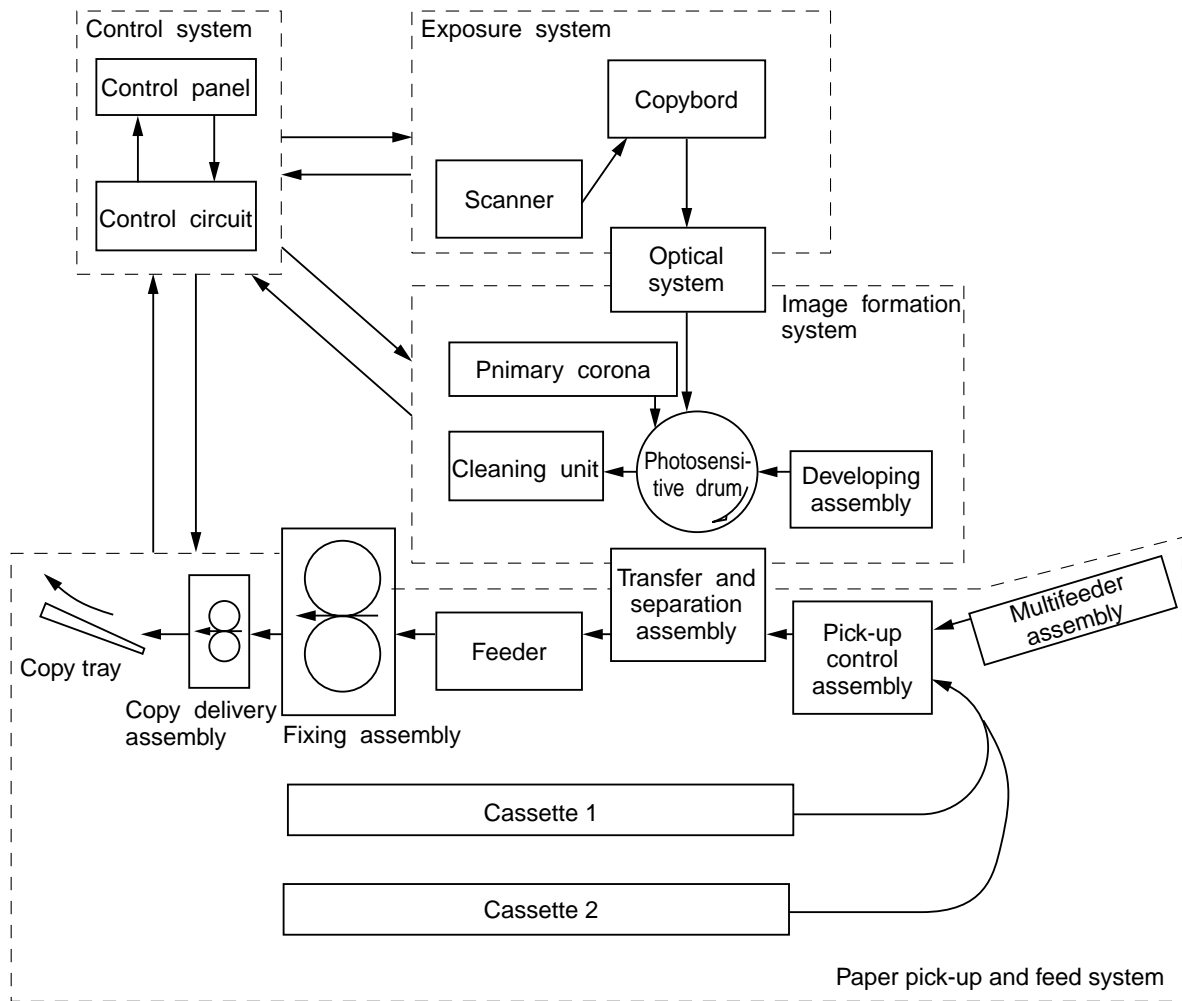 Control system
Control panel
Control circuit
Exposure system
Copybord
Scanner
Optical
system
Image formation
system
Pnimary corona
Cleaning unit
Photosensi-
tive drum
Developing
assembly
Copy tray
Copy delivery
assembly
Fixing assembly
Feeder
Transfer and
separation
assembly
Pick-up
control
assembly
Multifeeder
assembly
Cassette 1
Cassette 2
Paper pick-up and feed system